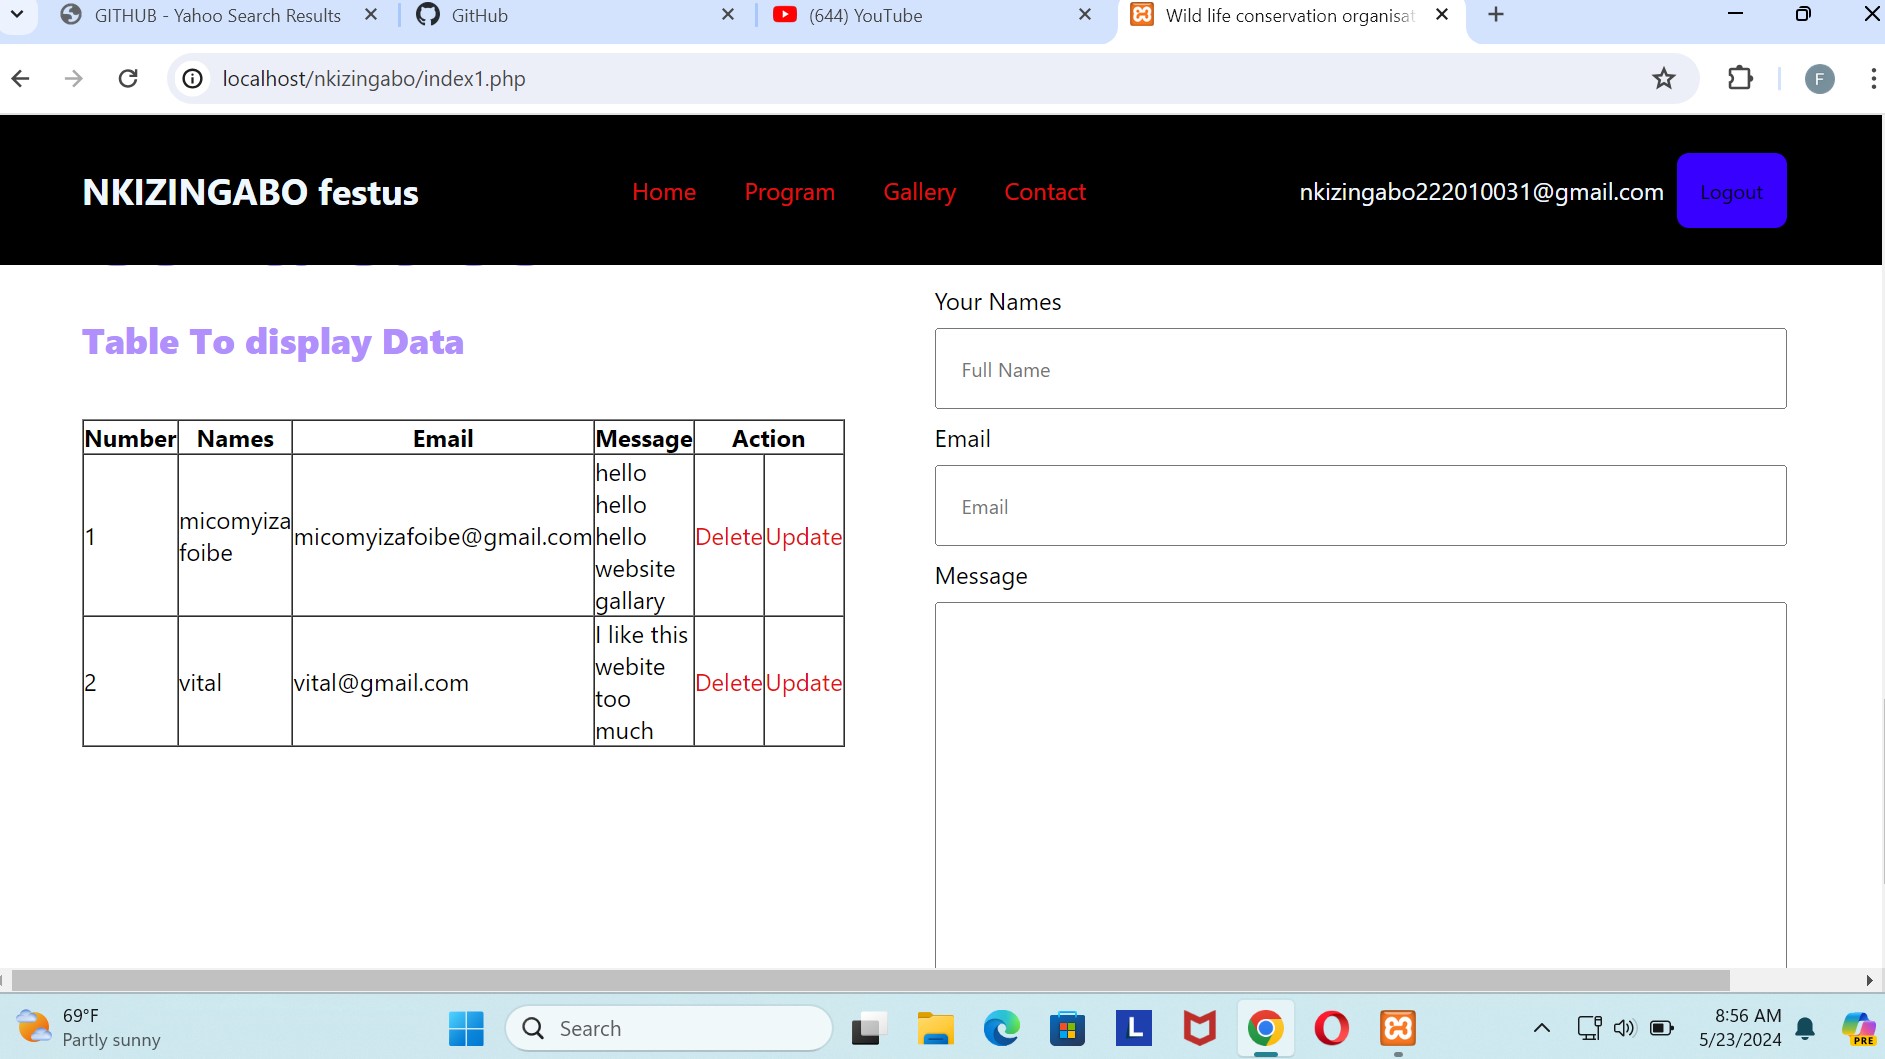 GITHUB - Yahoo Search Results
GitHub
(644) YouTube
Wild life conservation organisat
localhost/nkizingabo/index1.php
F
NKIZINGABO festus
Home
Program
Gallery
Contact
nkizingabo222010031@gmail.com
Logout
Table To display Data
Number Names Email Message Action
1
micomyiza
foibe
micomyizafoibe@gmail.com
hello
hello
hello
website
gallary
Delete
Update
2
vital
vital@gmail.com
I like this
webite
too
much
Delete
Update
Your Names
Full Name
Email
Email
Message
69°F
Partly sunny
Search
L
8:56 AM
5/23/2024
PRE